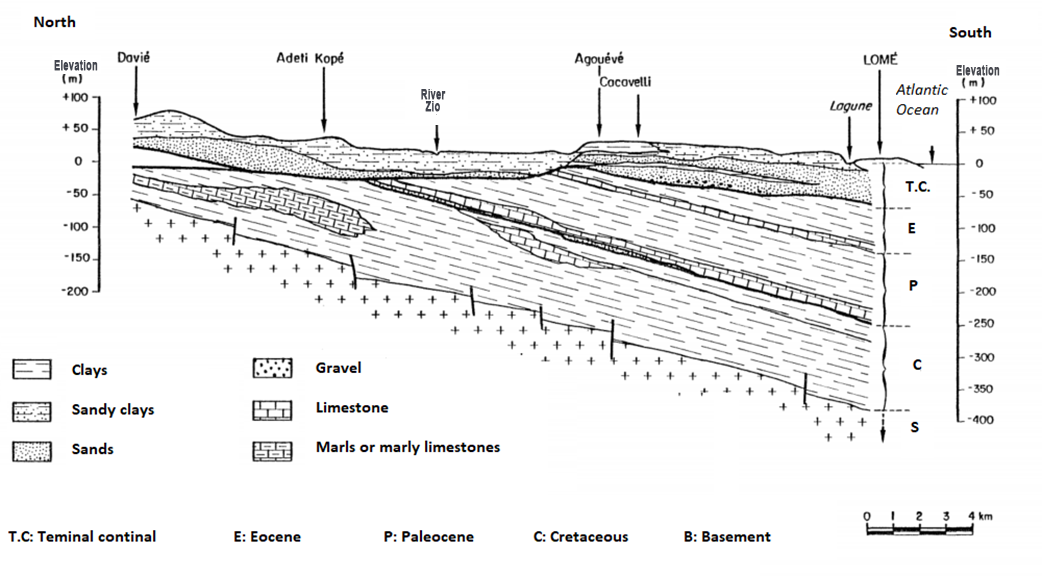 North
South
Davié
Adeti Kopé
Agouévé
Cacavelli
LOMÉ
Elevation
(m)
River
Zio
Lagune
Atlantic
Ocean
Elevation
(m)
+100
+50
0
-50
-100
-150
-200
+100
+50
0
-50
-100
-150
-200
-250
-300
-350
-400
T.C.
E
P
C
S
Clays
Sandy clays
Sands
Gravel
Limestone
Marls or marly limestones
0 1 2 3 4 km
T.C: Teminal continal E: Eocene P: Paleocene C: Cretaceous B: Basement